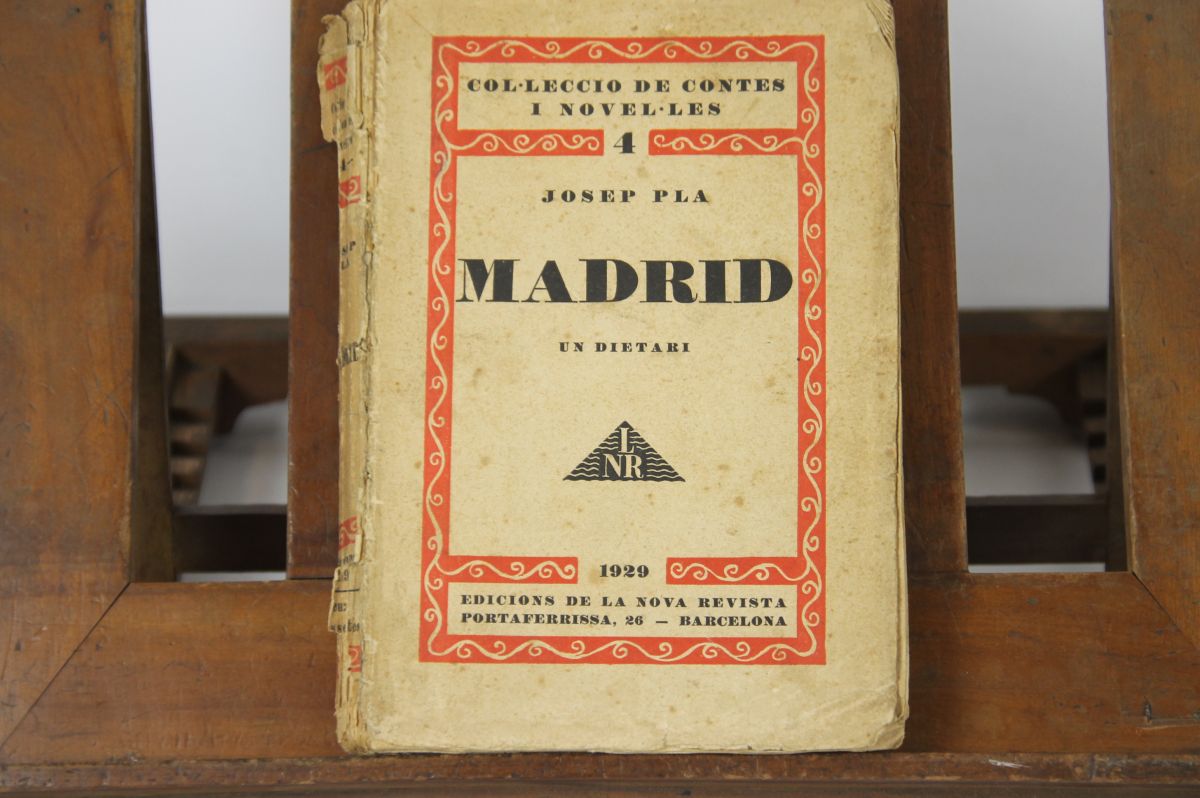 COL·LECCIO DE CONTES
I NOVEL·LES
4
JOSEP PLA
MADRID
UN DIETARI
L
NR
1929
EDICIONS DE LA NOVA REVISTA
PORTAFERRISSA, 26 — BARCELONA